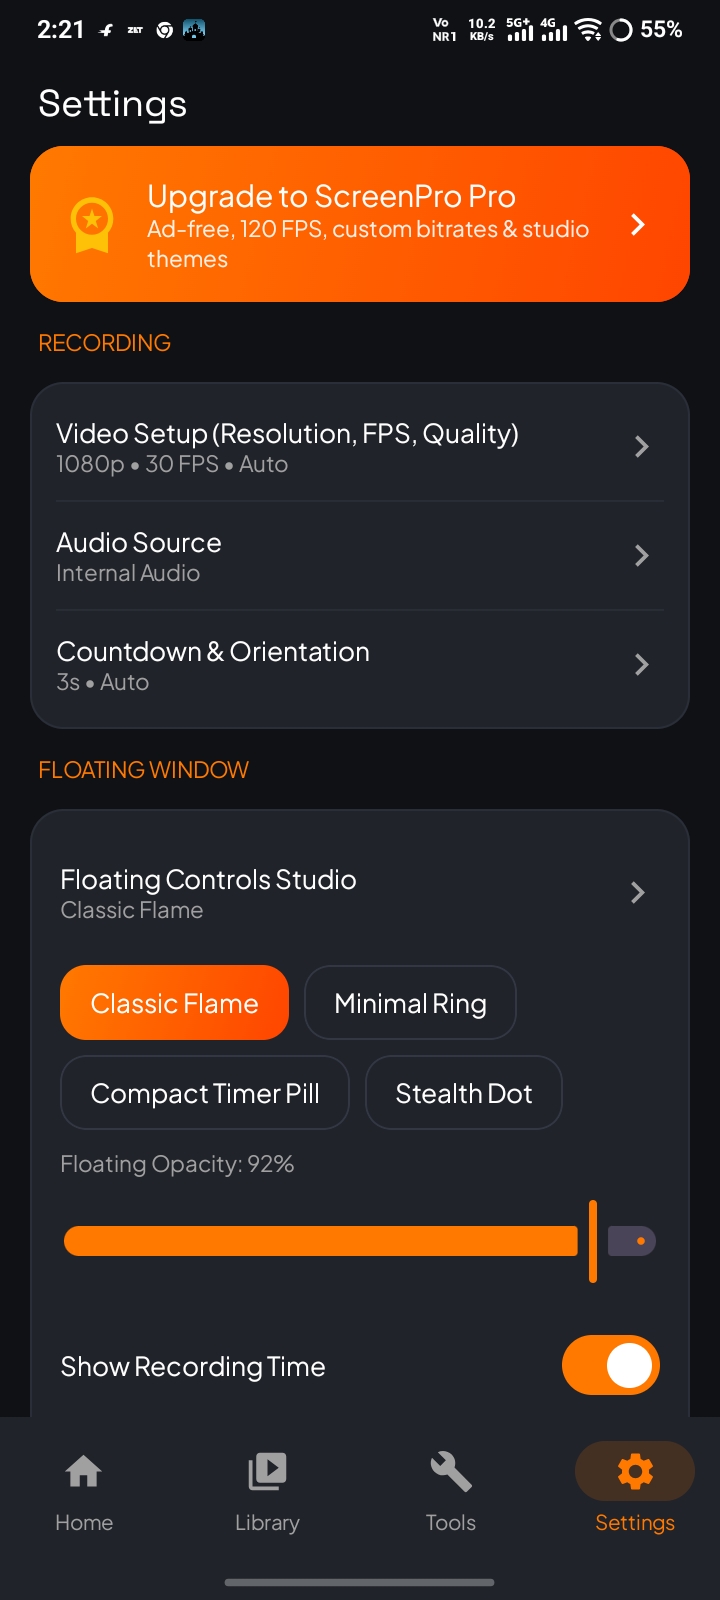 2:21
ZAT
Vo
NR1
10.2
KB/s
5G+
4G
55%
Settings
Upgrade to ScreenPro Pro
Ad-free, 120 FPS, custom bitrates & studio
themes
RECORDING
Video Setup (Resolution, FPS, Quality)
1080p • 30 FPS • Auto
Audio Source
Internal Audio
Countdown & Orientation
3s • Auto
FLOATING WINDOW
Floating Controls Studio
Classic Flame
Classic Flame
Minimal Ring
Compact Timer Pill
Stealth Dot
Floating Opacity: 92%
Show Recording Time
Home
Library
Tools
Settings